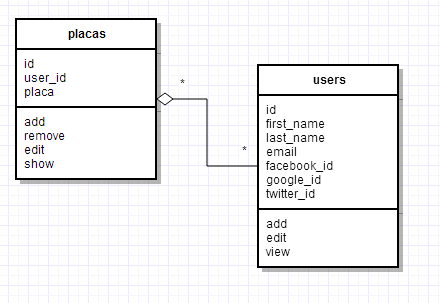 placas
id
user_id
placa
add
remove
edit
show
*
*
users
id
first_name
last_name
email
facebook_id
google_id
twitter_id
add
edit
view